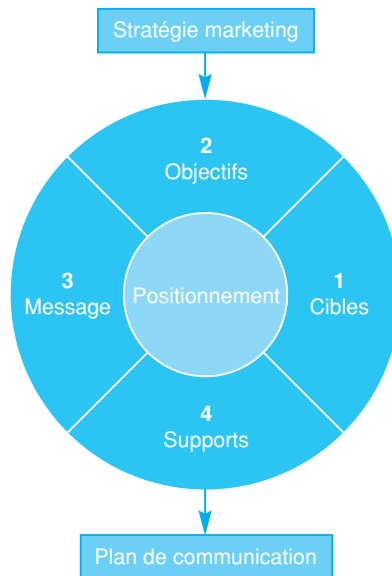 Stratégie marketing
2
Objectifs
3
Message
Positionnement
1
Cibles
4
Supports
Plan de communication